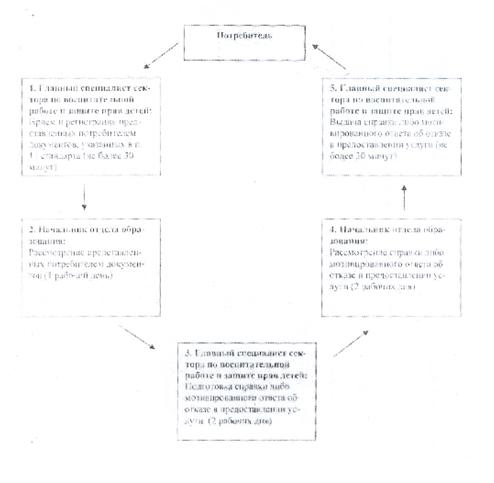 Потребитель
1. Главный специалист сек-
тора по воспитательной
работе и защите прав детей:
Прием и регистрация пред-
ставленных потребителем
документов, указанных в п.
стандарта (не более 30
минут)
2. Начальник отдела обра-
зования:
Рассмотрение представлен-
ных потребителем докумен-
тов (1 рабочий день)
3. Главный специалист сек-
тора по воспитательной
работе и защите прав детей:
Подготовка справки либо
мотивированного ответа об
отказе в предоставлении ус-
луги (2 рабочих дня)
4. Начальник отдела обра-
зования:
Рассмотрение справки либо
мотивированного ответа об
отказе в предоставлении ус-
луги (2 рабочих дня)
5. Главный специалист сек-
тора по воспитательной
работе и защите прав детей:
Выдача справки либо моти-
вированного ответа об отказе
в предоставлении услуги (не
более 30 минут)